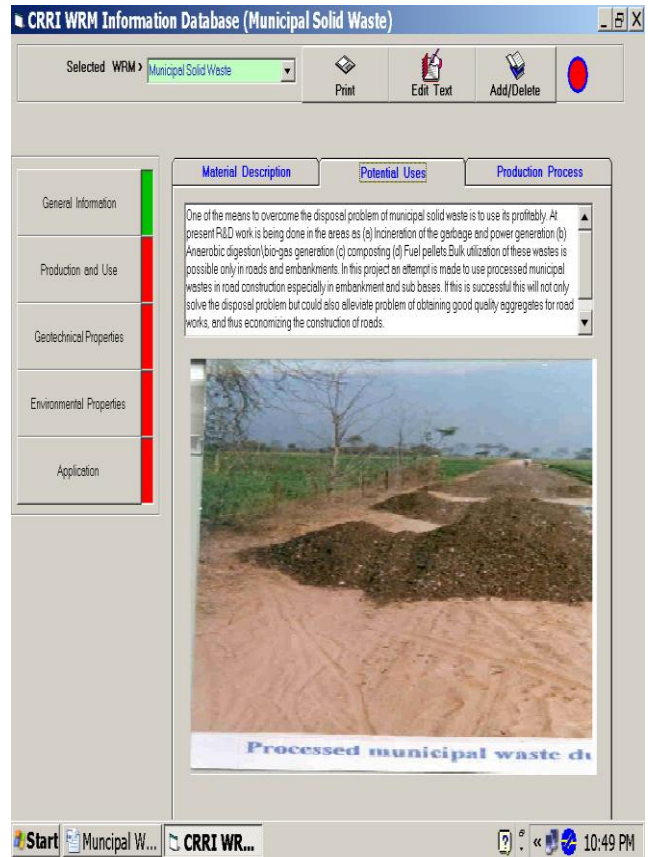 CRRI WRM Information Database (Municipal Solid Waste)
Selected WRM > Municipal Solid Waste
Print
Edit Text
Add/Delete
Material Description
Potential Uses
Production Process
General Information
Production and Use
Geotechnical Properties
Environmental Properties
Application
One of the means to overcome the disposal problem of municipal solid waste is to use its profitably. At
present R&D work is being done in the areas as (a) Incineration of the garbage and power generation (b)
Anaerobic digestion\bio-gas generation (c) composting (d) Fuel pellets.Bulk utilization of these wastes is
possible only in roads and embankments. In this project an attempt is made to use processed municipal
wastes in road construction especially in embankment and sub bases. If this is successful this will not only
solve the disposal problem but could also alleviate problem of obtaining good quality aggregates for road
works, and thus economizing the construction of roads.
Processed municipal waste du
Start
Muncipal W...
CRRI WR...
10:49 PM